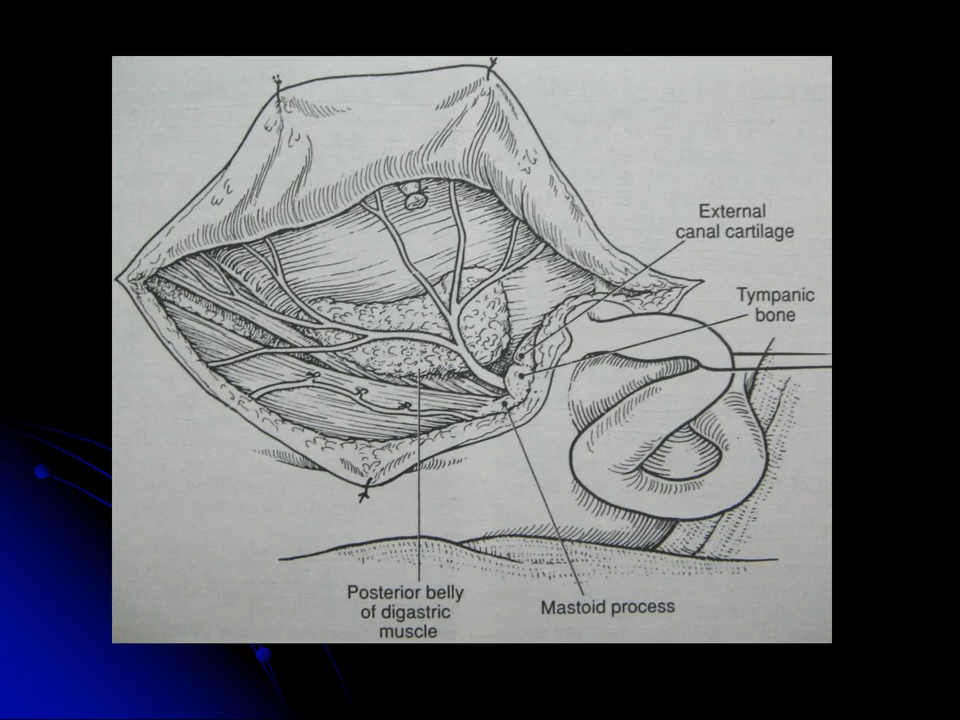 External
canal cartilage
Tympanic
bone
Posterior belly
of digastric
muscle
Mastoid process